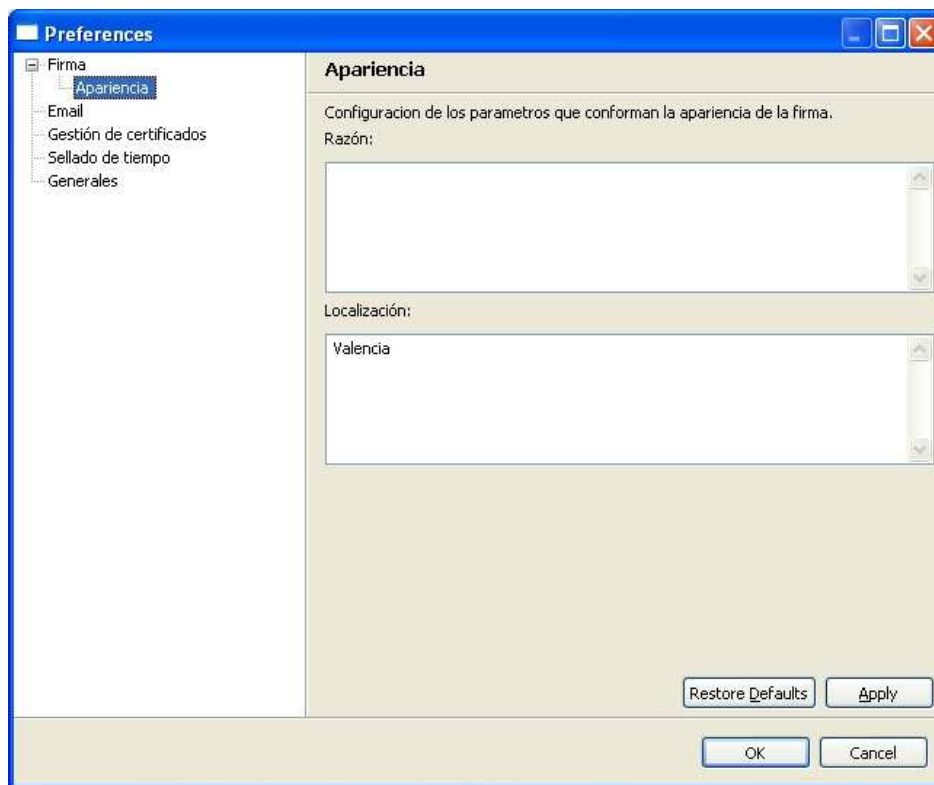 Preferences
Firma
Apariencia
Email
Gestión de certificados
Sellado de tiempo
Generales
Apariencia
Configuracion de los parametros que conforman la apariencia de la firma.
Razón:
Localización:
Valencia
Restore Defaults
Apply
OK
Cancel